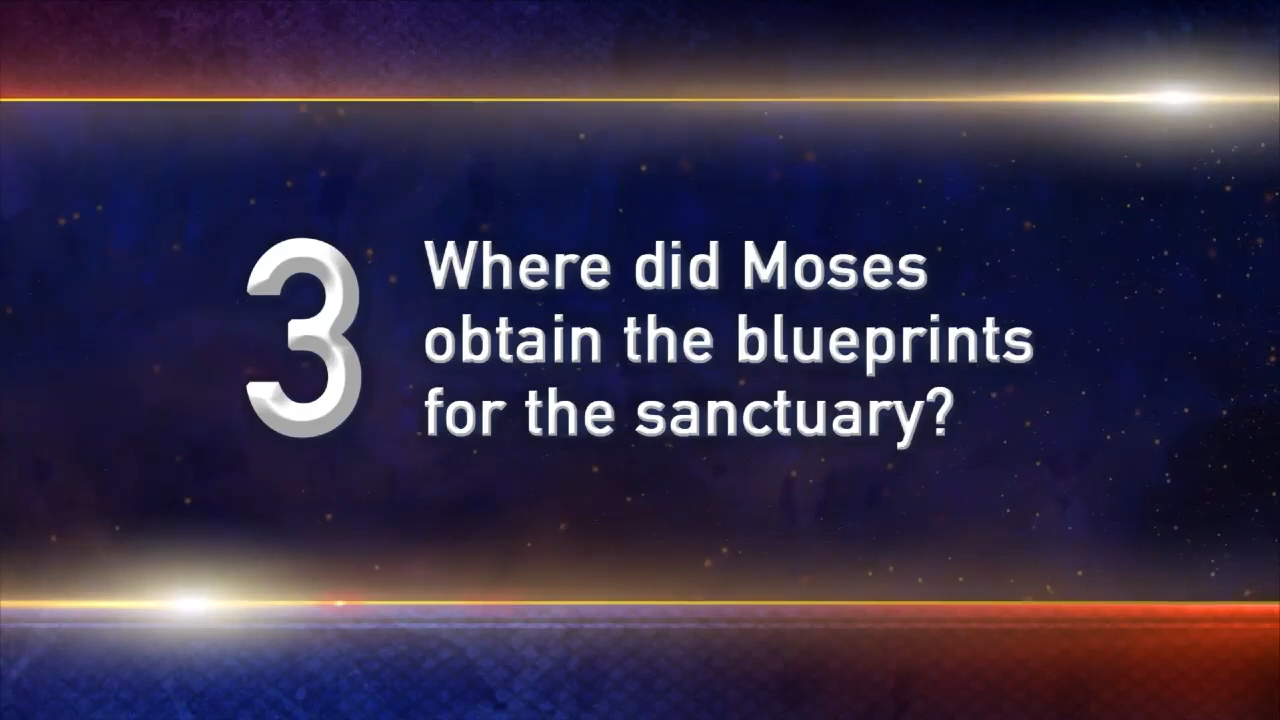 3
Where did Moses
obtain the blueprints
for the sanctuary?